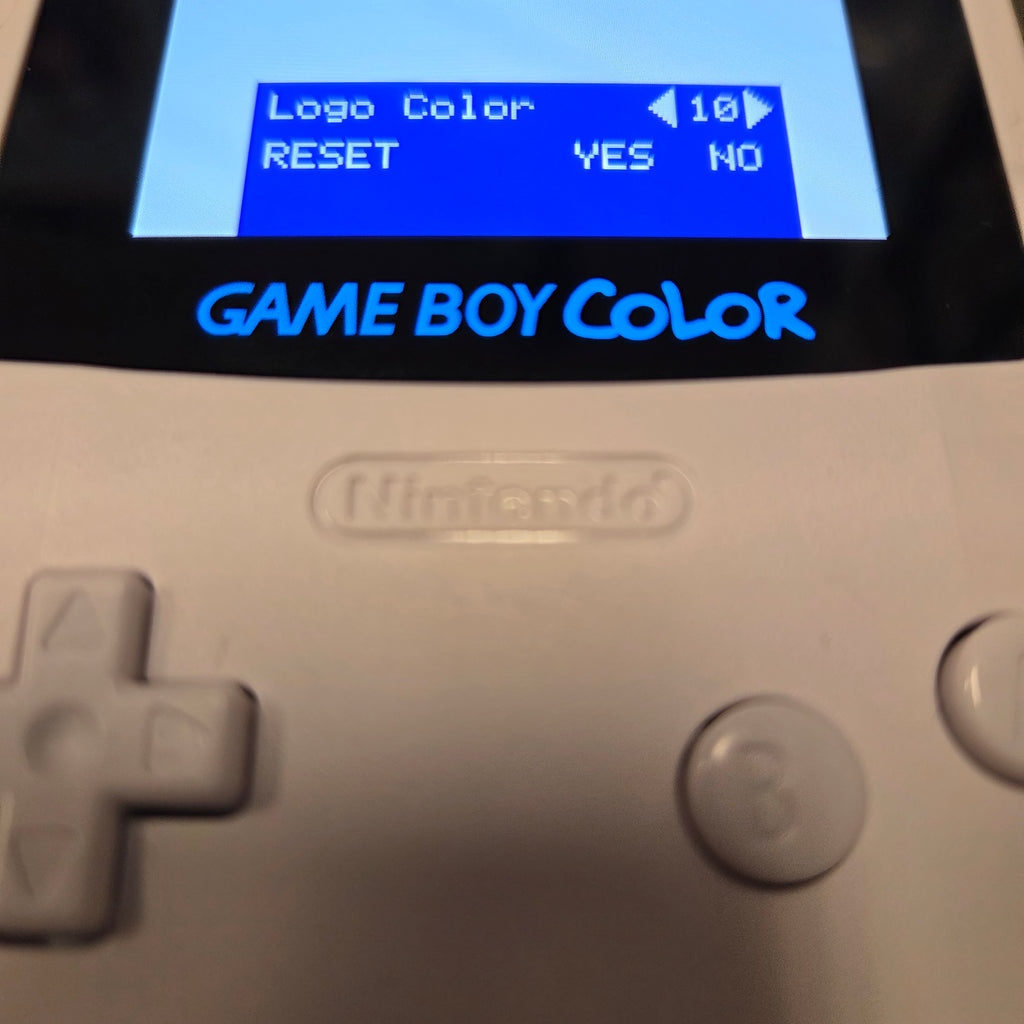 Logo Color ◀10▶
RESET YES NO
GAME BOY COLOR
Nintendo
B